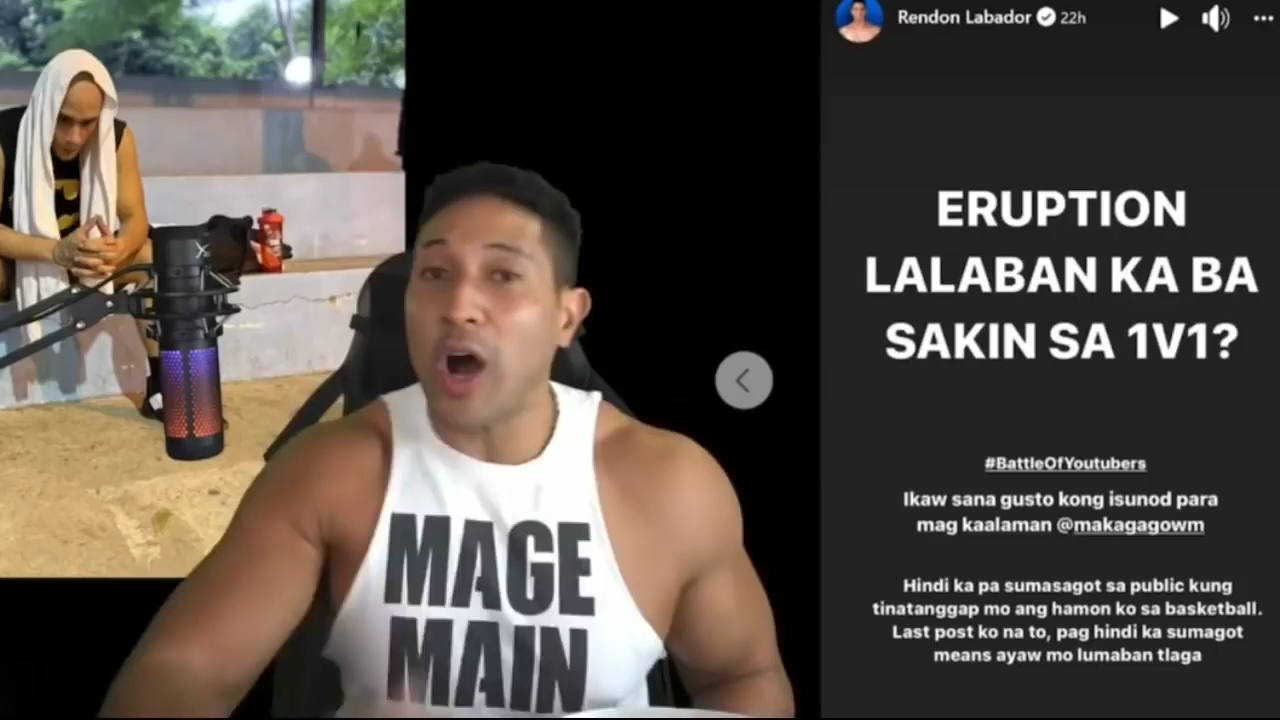 Rendon Labador 22h
ERUPTION
LALABAN KA BA
SAKIN SA 1V1?
#BattleOfYoutubers
Ikaw sana gusto kong isunod para
mag kaalaman @makagagowm
Hindi ka pa sumasagot sa public kung
tinatanggap mo ang hamon ko sa basketball.
Last post ko na to, pag hindi ka sumagot
means ayaw mo lumaban tlaga
MAGE
MAIN